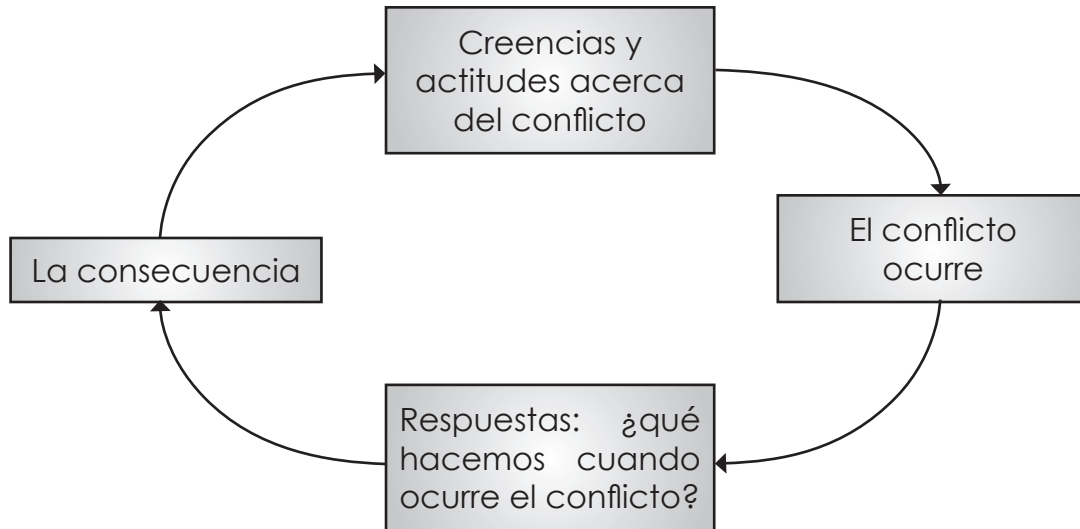 Creencias y
actitudes acerca
del conflicto
El conflicto
ocurre
La consecuencia
Respuestas: ¿qué
hacemos cuando
ocurre el conflicto?